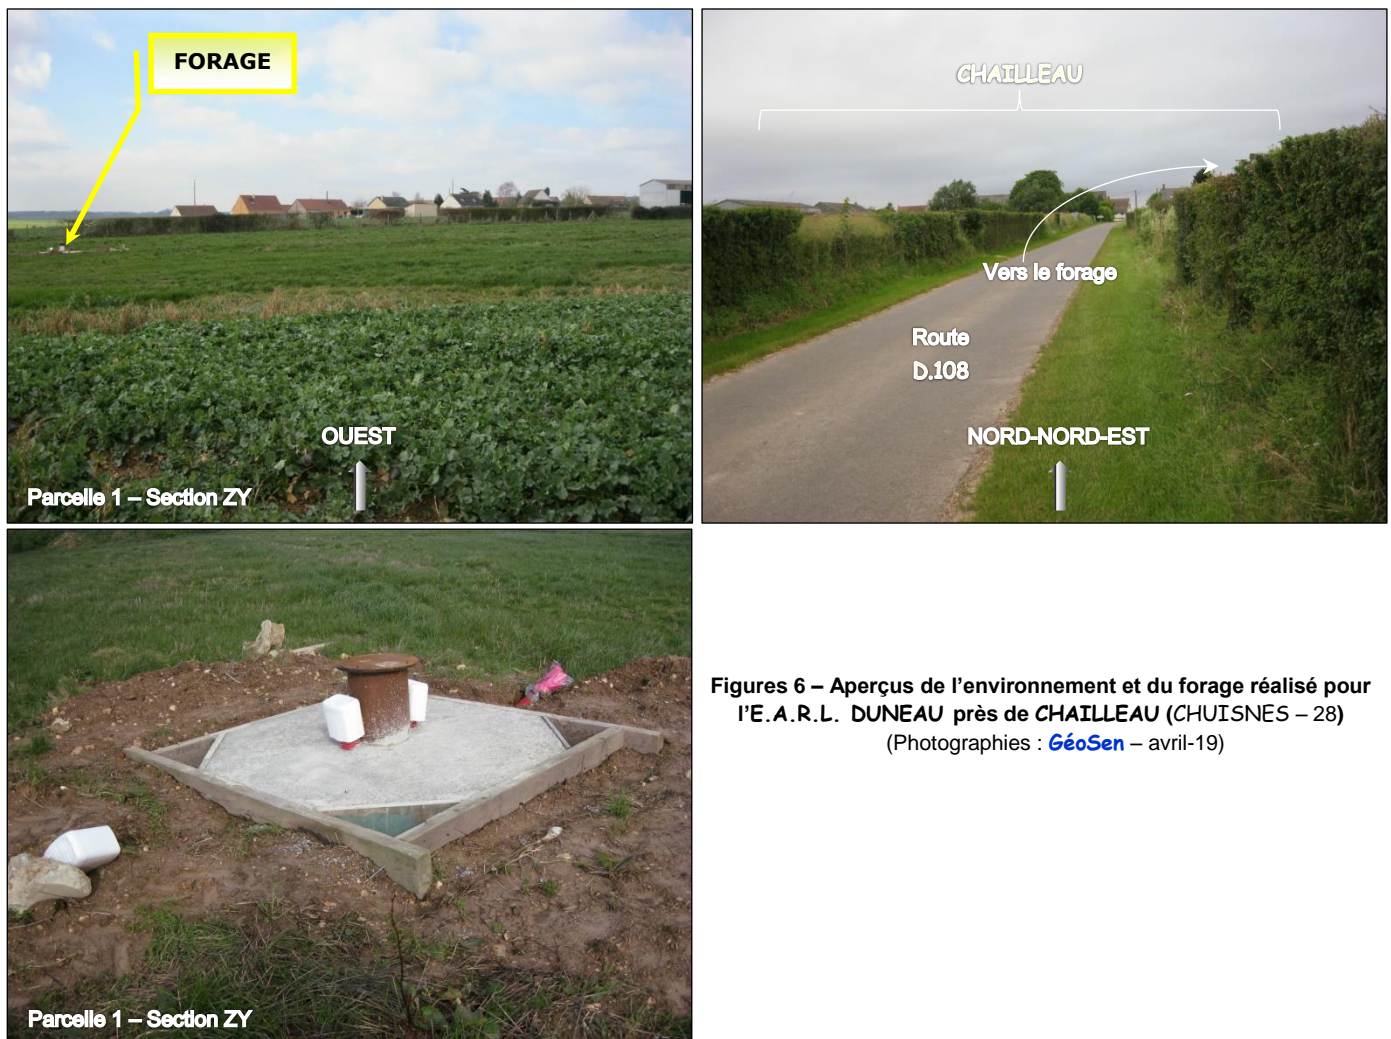 FORAGE
OUEST
Parcelle 1 – Section ZY
CHAILLEAU
Vers le forage
Route
D.108
NORD-NORD-EST
Parcelle 1 – Section ZY
Figures 6 – Aperçus de l'environnement et du forage réalisé pour
l'E.A.R.L. DUNEAU près de CHAILLEAU (CHUISNES – 28)
(Photographies : GéoSen – avril-19)